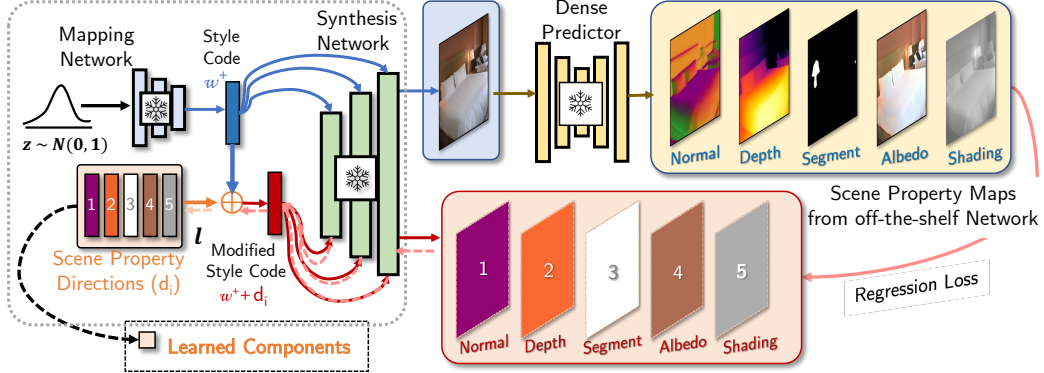 Mapping
Network
Style
Code
w⁺
Synthesis
Network
Dense
Predictor
z ~ N(0, 1)
Normal
Depth
Segment
Albedo
Shading
1
2
3
4
5
l
Scene Property
Directions (dᵢ)
Modified
Style Code
w⁺+dᵢ
Scene Property Maps
from off-the-shelf Network
1
2
3
4
5
Normal
Depth
Segment
Albedo
Shading
Regression Loss
Learned Components